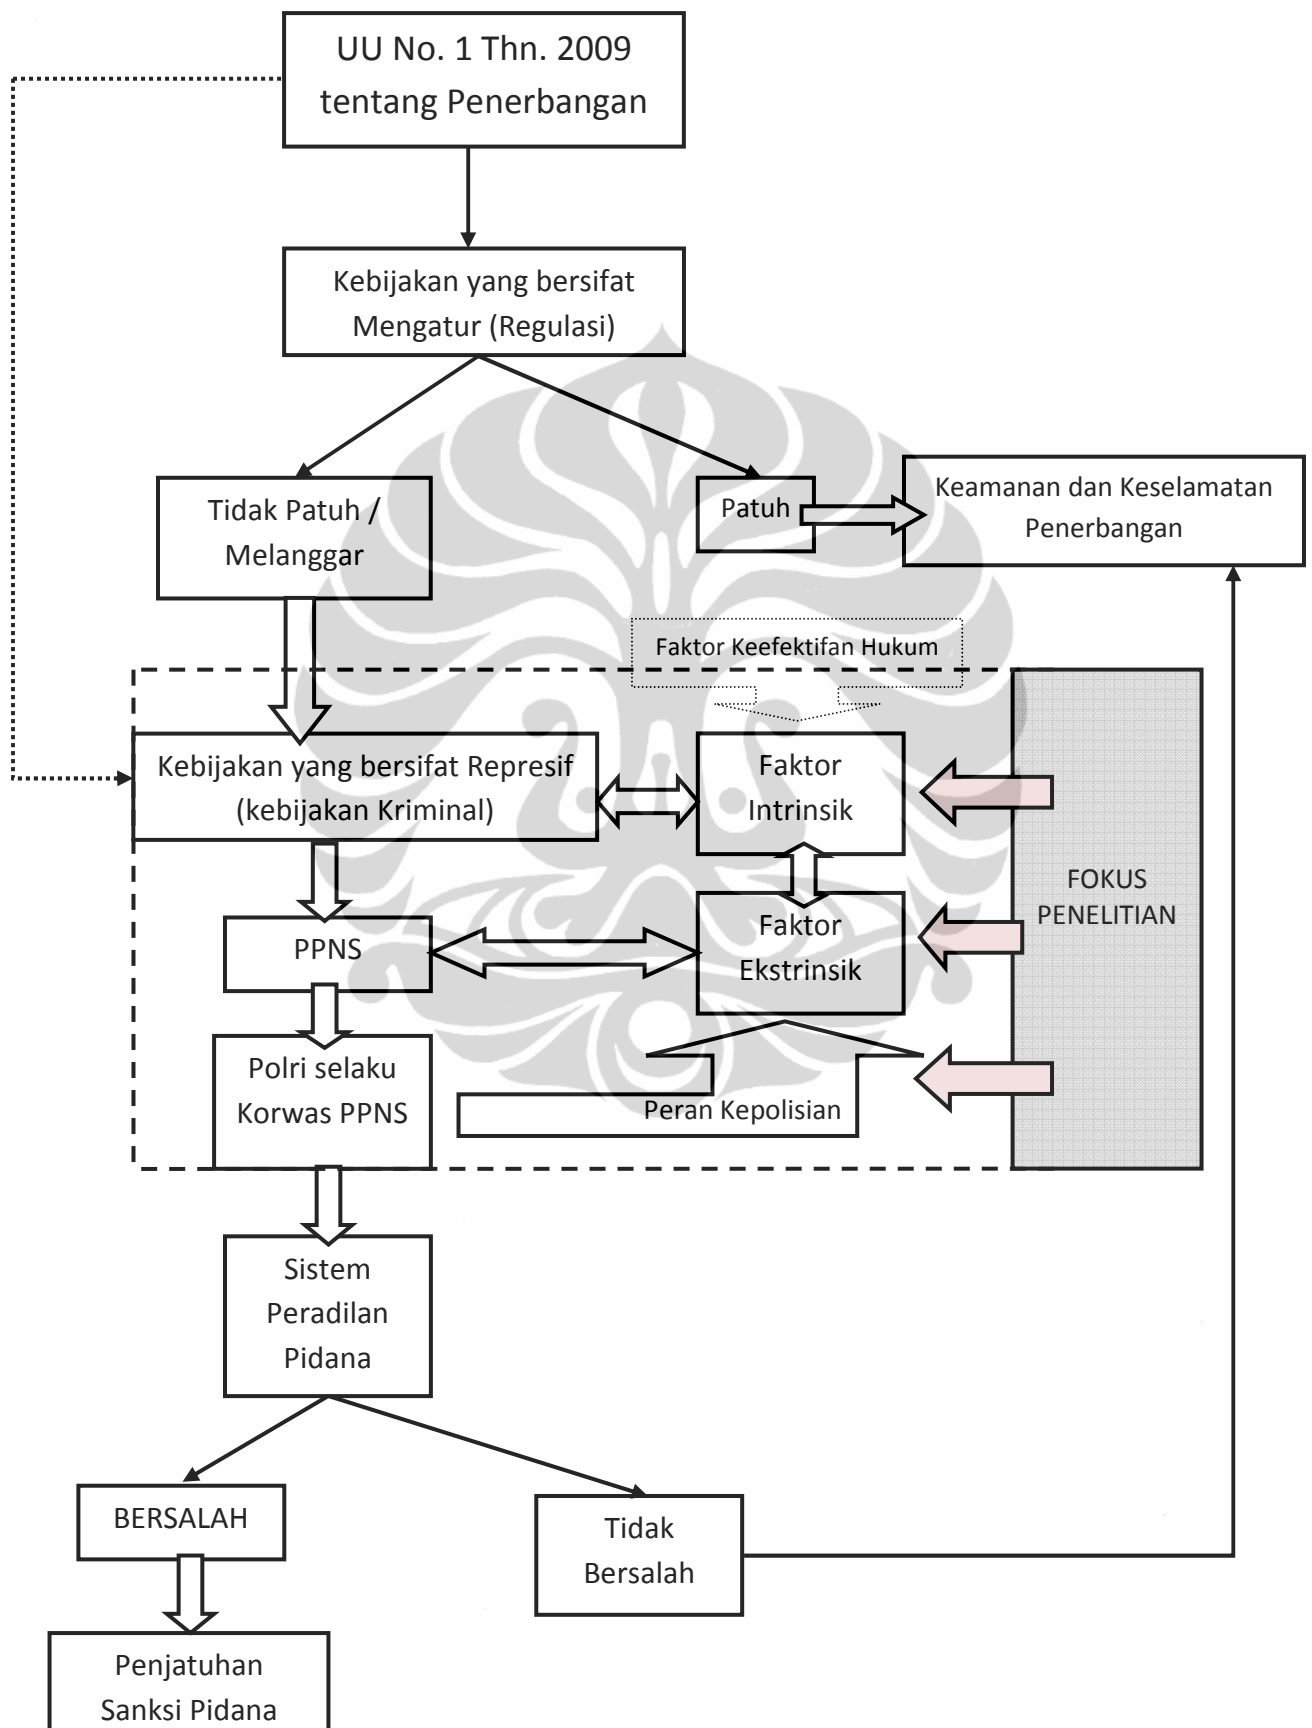 UU No. 1 Thn. 2009
tentang Penerbangan
Kebijakan yang bersifat
Mengatur (Regulasi)
Tidak Patuh /
Melanggar
Patuh
Keamanan dan Keselamatan
Penerbangan
Faktor Keefektifan Hukum
Kebijakan yang bersifat Represif
(kebijakan Kriminal)
Faktor
Intrinsik
FOKUS
PENELITIAN
PPNS
Faktor
Ekstrinsik
Polri selaku
Korwas PPNS
Peran Kepolisian
Sistem
Peradilan
Pidana
BERSALAH
Tidak
Bersalah
Penjatuhan
Sanksi Pidana